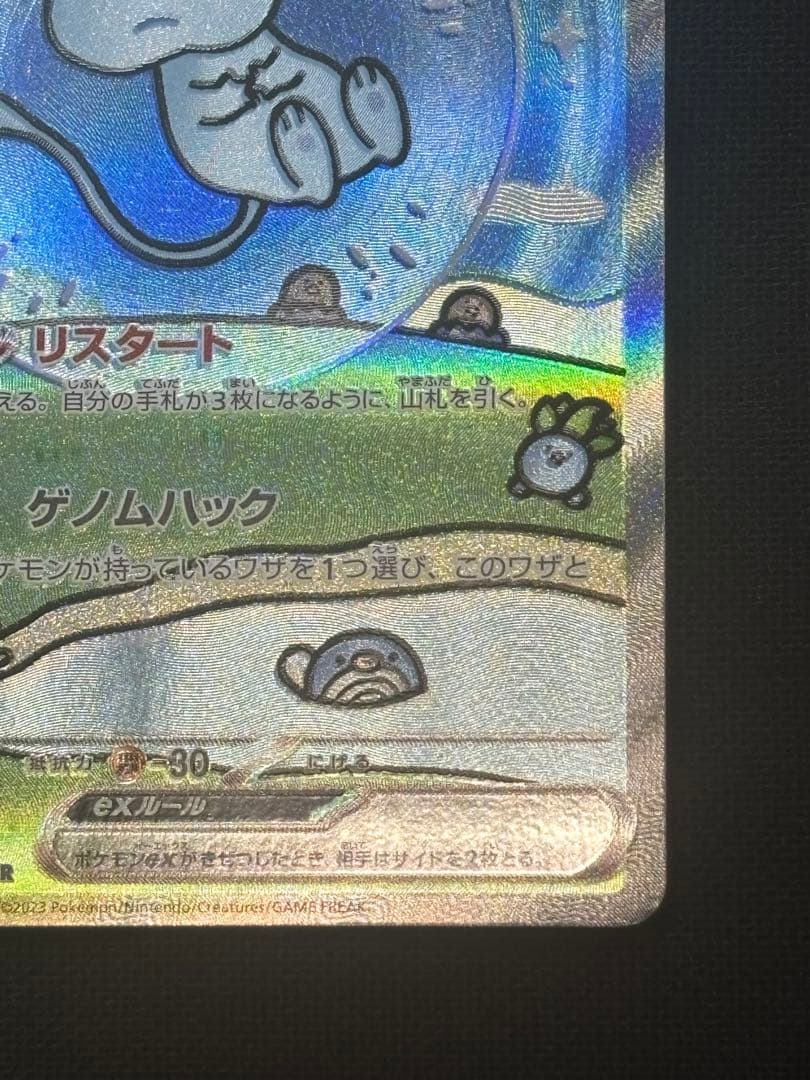 リスタート
える。自分の手札が3枚になるように、山札を引く。
ゲノムハック
ケモンが持っているワザを1つ選び、このワザと
抵抗力 -30 にげる
exルール
ポケモンexがきぜつしたとき、相手はサイドを2枚とる。
R
©2023 Pokémon/Nintendo/Creatures/GAME FREAK.